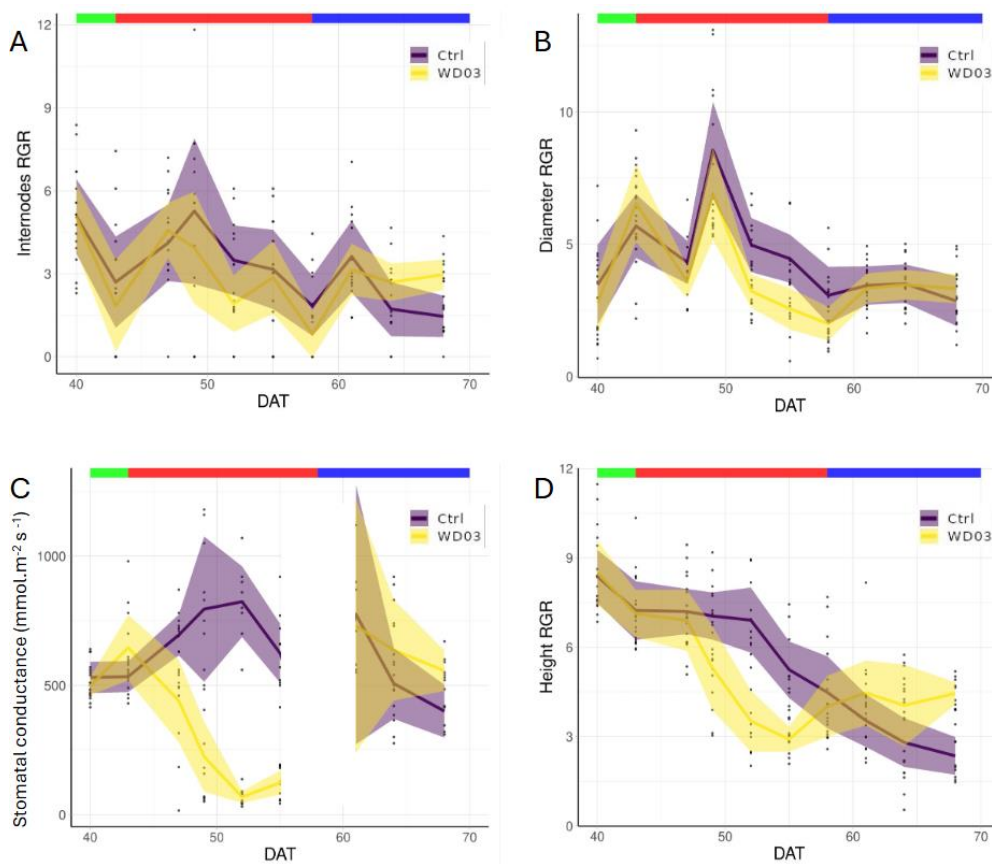 A
Internodes RGR
12
9
6
3
0
40 50 60 70
DAT
Ctrl
WD03
B
Diameter RGR
10
5
0
40 50 60 70
DAT
Ctrl
WD03
C
Stomatal conductance (mmol.m⁻² s⁻¹)
1000
500
0
40 50 60 70
DAT
Ctrl
WD03
D
Height RGR
12
9
6
3
0
40 50 60 70
DAT
Ctrl
WD03